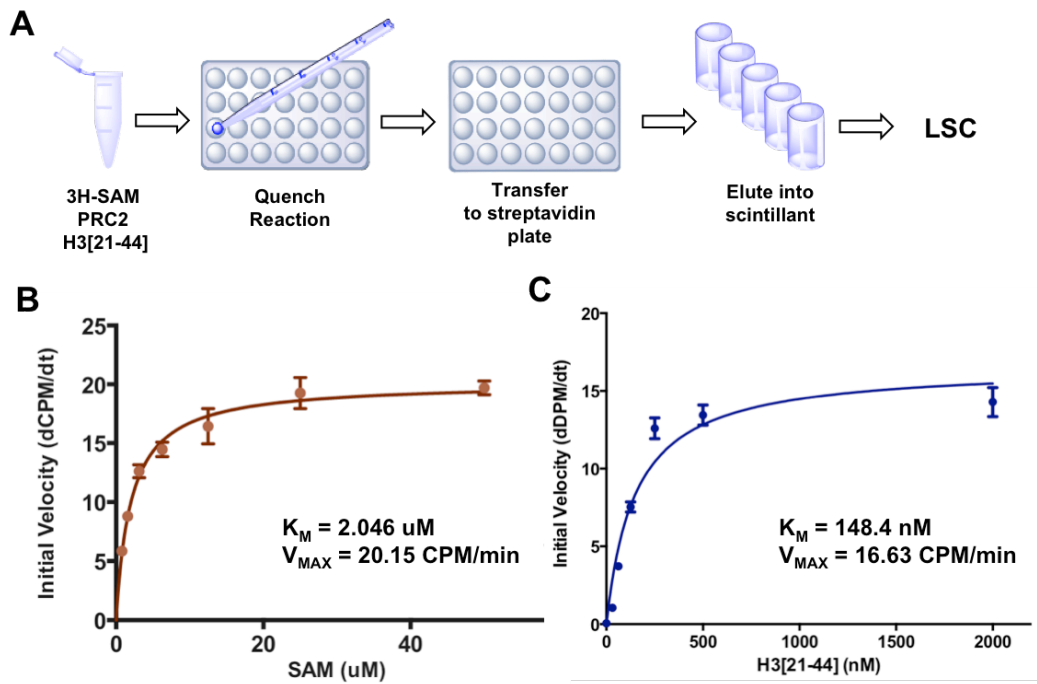 A
3H-SAM
PRC2
H3[21-44]
Quench
Reaction
Transfer
to streptavidin
plate
Elute into
scintillant
LSC
B
Initial Velocity (dCPM/dt)
25
20
15
10
5
0
K_M = 2.046 uM
V_MAX = 20.15 CPM/min
0
20
40
SAM (uM)
C
Initial Velocity (dDPM/dt)
20
15
10
5
0
K_M = 148.4 nM
V_MAX = 16.63 CPM/min
0
500
1000
1500
2000
H3[21-44] (nM)